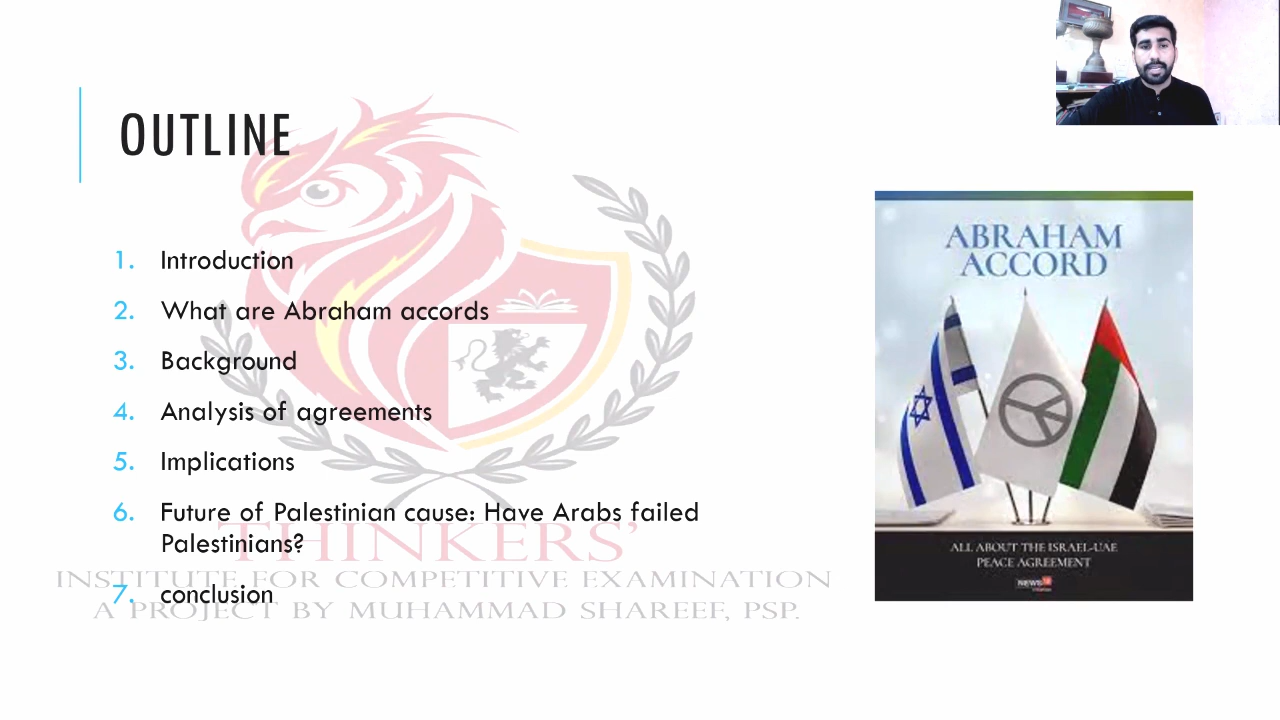 OUTLINE
1. Introduction
2. What are Abraham accords
3. Background
4. Analysis of agreements
5. Implications
6. Future of Palestinian cause: Have Arabs failed
Palestinians?
7. conclusion
THINKERS'
INSTITUTE FOR COMPETITIVE EXAMINATION
A PROJECT BY MUHAMMAD SHAREEF, PSP.
ABRAHAM
ACCORD
ALL ABOUT THE ISRAEL-UAE
PEACE AGREEMENT
NEWS